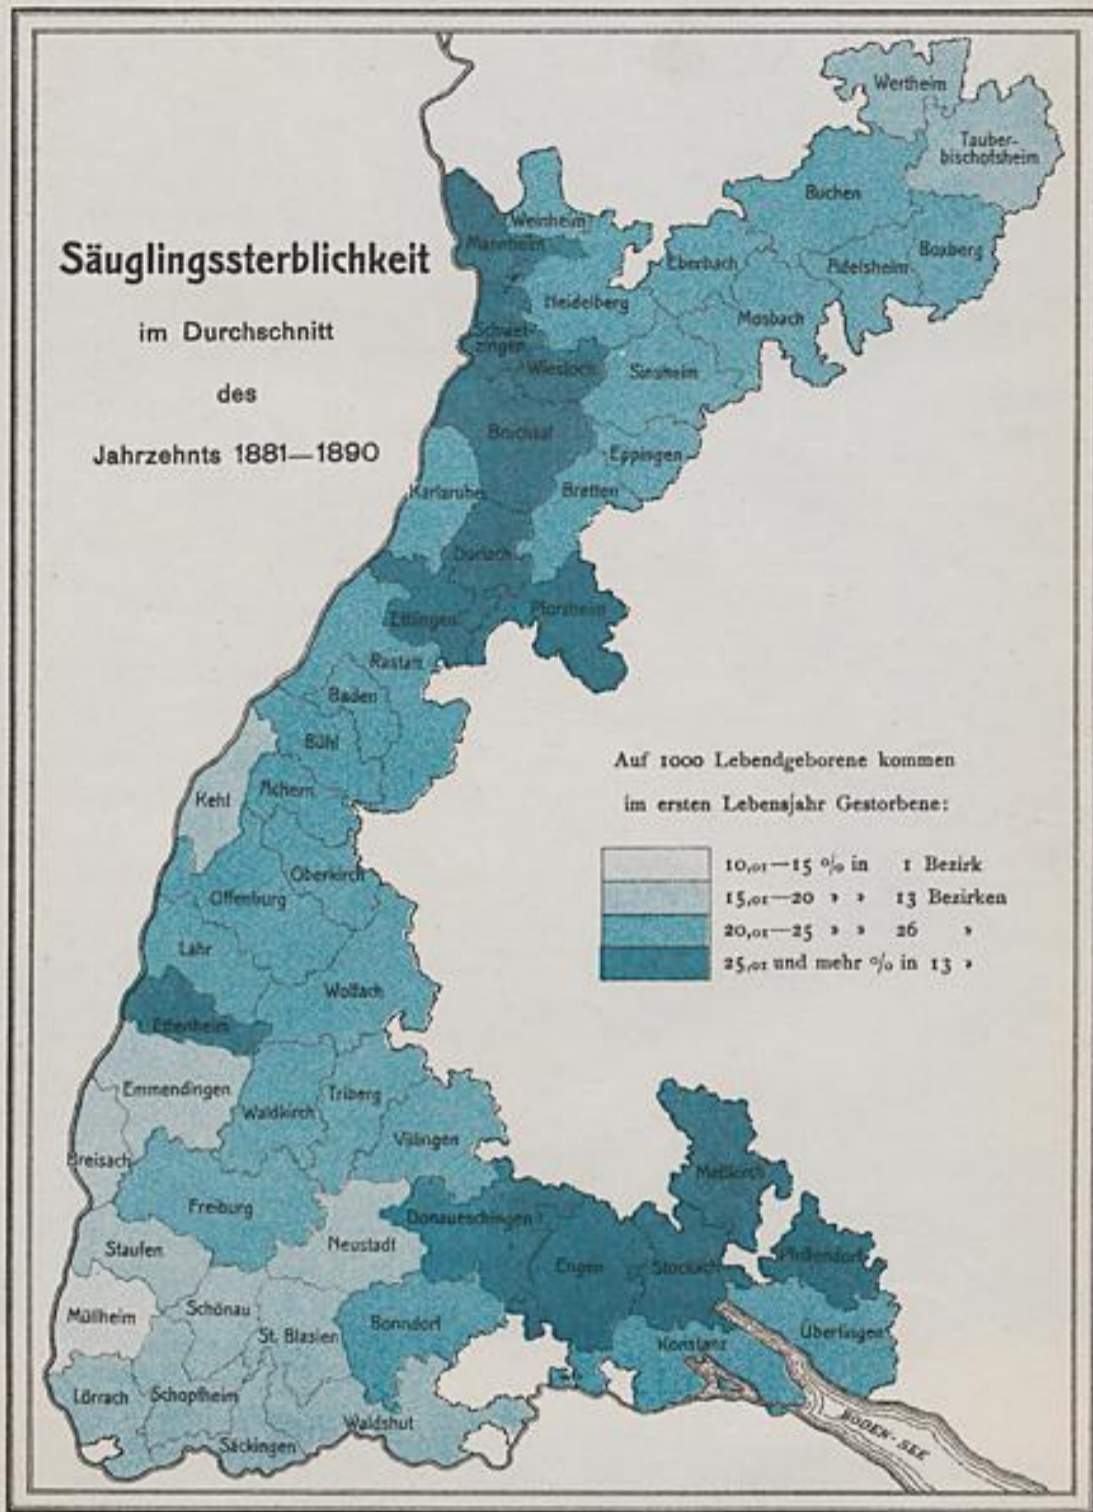 Säuglingssterblichkeit
im Durchschnitt
des
Jahrzehnts 1881—1890
Wertheim
Tauber-
bischofsheim
Buchen
Weinheim
Mannheim
Boxberg
Eberbach
Adelsheim
Heidelberg
Mosbach
Schwet-
zingen
Wiesloch
Sinsheim
Bruchsal
Eppingen
Karlsruhe
Bretten
Durlach
Pforzheim
Ettlingen
Rastatt
Baden
Bühl
Kehl
Achern
Oberkirch
Offenburg
Lahr
Wolfach
Ettenheim
Emmendingen
Triberg
Waldkirch
Villingen
Breisach
Meßkirch
Freiburg
Donaueschingen
Staufen
Neustadt
Engen
Stockach
Pfullendorf
Müllheim
Schönau
St. Blasien
Bonndorf
Konstanz
Überlingen
Lörrach
Schopfheim
Waldshut
Säckingen
BODEN-SEE
Auf 1000 Lebendgeborene kommen
im ersten Lebensjahr Gestorbene:
10,01—15 % in 1 Bezirk
15,01—20 » » 13 Bezirken
20,01—25 » » 26 »
25,01 und mehr % in 13 »